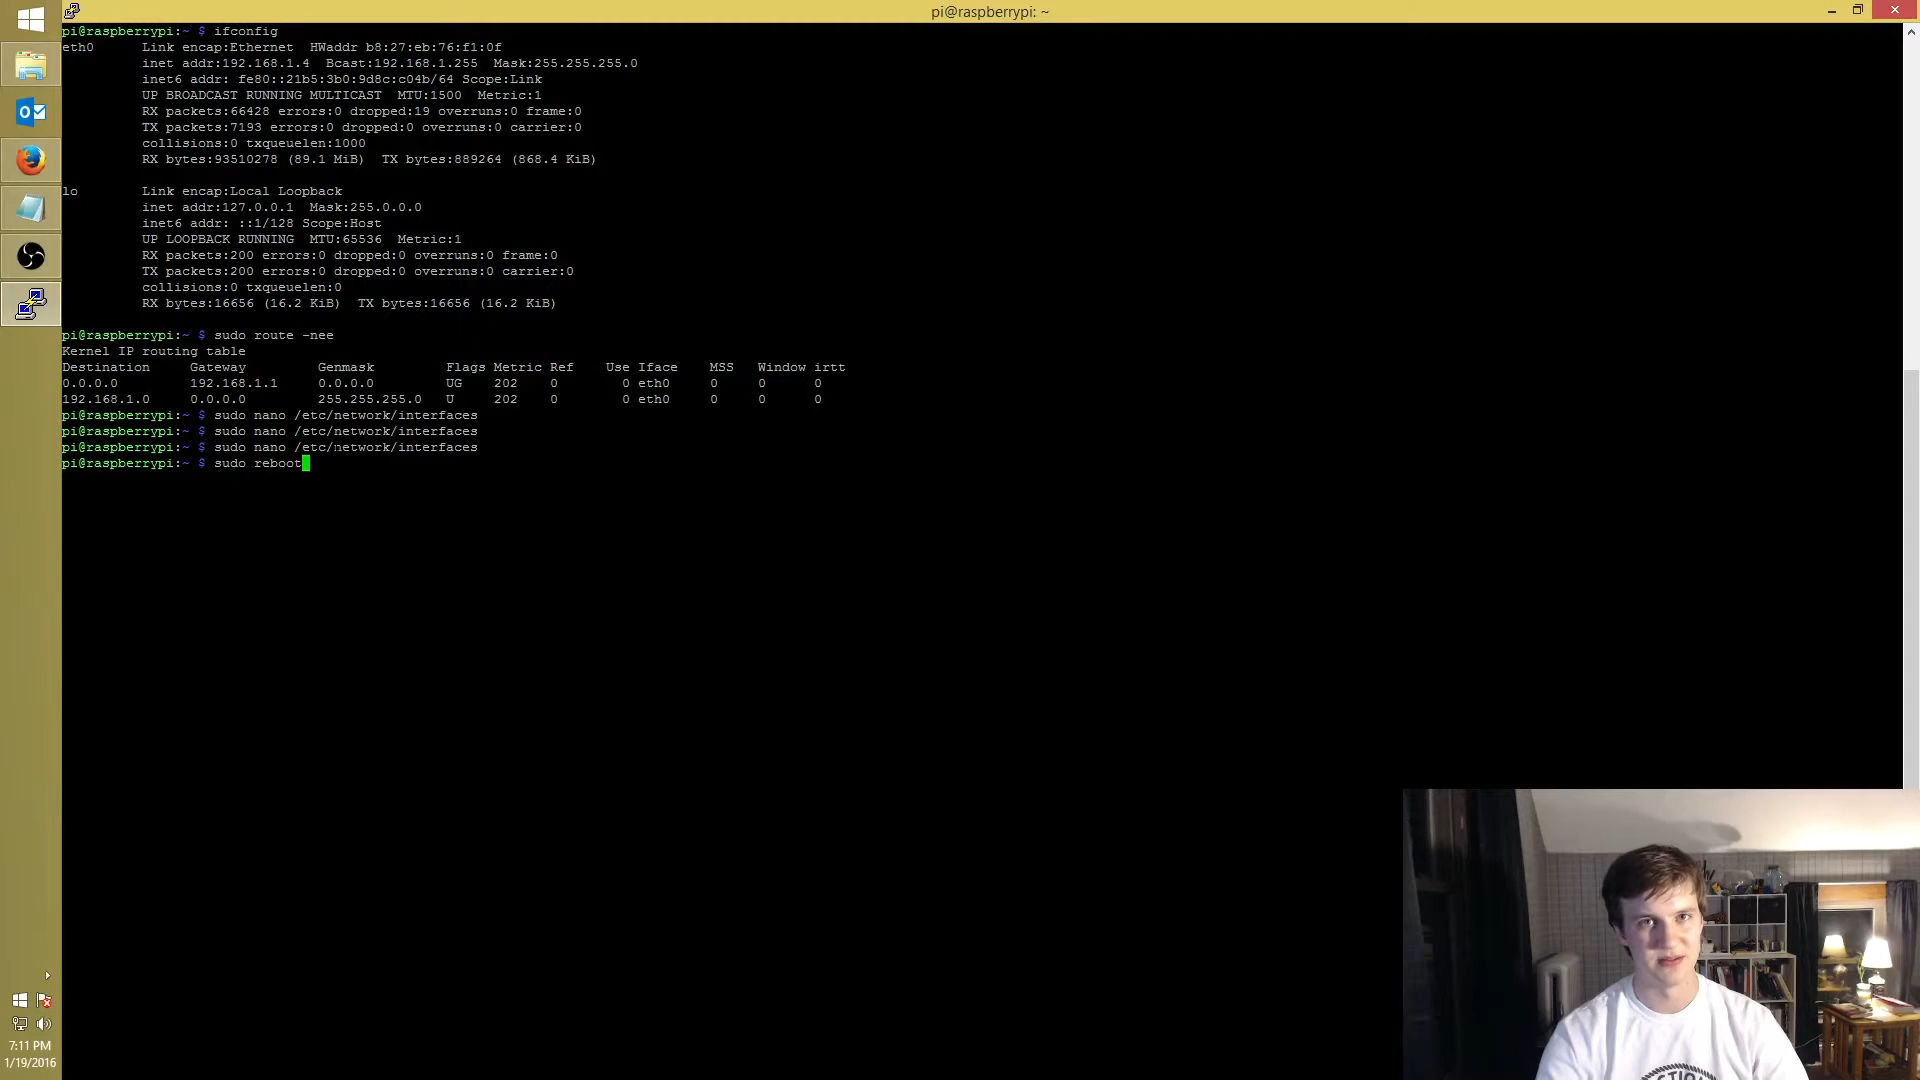 pi@raspberrypi: ~
pi@raspberrypi:~ $ ifconfig
eth0 Link encap:Ethernet HWaddr b8:27:eb:76:f1:0f
inet addr:192.168.1.4 Bcast:192.168.1.255 Mask:255.255.255.0
inet6 addr: fe80::21b5:3b0:9d8c:c04b/64 Scope:Link
UP BROADCAST RUNNING MULTICAST MTU:1500 Metric:1
RX packets:66428 errors:0 dropped:19 overruns:0 frame:0
TX packets:7193 errors:0 dropped:0 overruns:0 carrier:0
collisions:0 txqueuelen:1000
RX bytes:93510278 (89.1 MiB) TX bytes:889264 (868.4 KiB)
lo Link encap:Local Loopback
inet addr:127.0.0.1 Mask:255.0.0.0
inet6 addr: ::1/128 Scope:Host
UP LOOPBACK RUNNING MTU:65536 Metric:1
RX packets:200 errors:0 dropped:0 overruns:0 frame:0
TX packets:200 errors:0 dropped:0 overruns:0 carrier:0
collisions:0 txqueuelen:0
RX bytes:16656 (16.2 KiB) TX bytes:16656 (16.2 KiB)
pi@raspberrypi:~ $ sudo route -nee
Kernel IP routing table
Destination Gateway Genmask Flags Metric Ref Use Iface MSS Window irtt
0.0.0.0 192.168.1.1 0.0.0.0 UG 202 0 0 eth0 0 0 0
192.168.1.0 0.0.0.0 255.255.255.0 U 202 0 0 eth0 0 0 0
pi@raspberrypi:~ $ sudo nano /etc/network/interfaces
pi@raspberrypi:~ $ sudo nano /etc/network/interfaces
pi@raspberrypi:~ $ sudo nano /etc/network/interfaces
pi@raspberrypi:~ $ sudo reboot
7:11 PM
1/19/2016